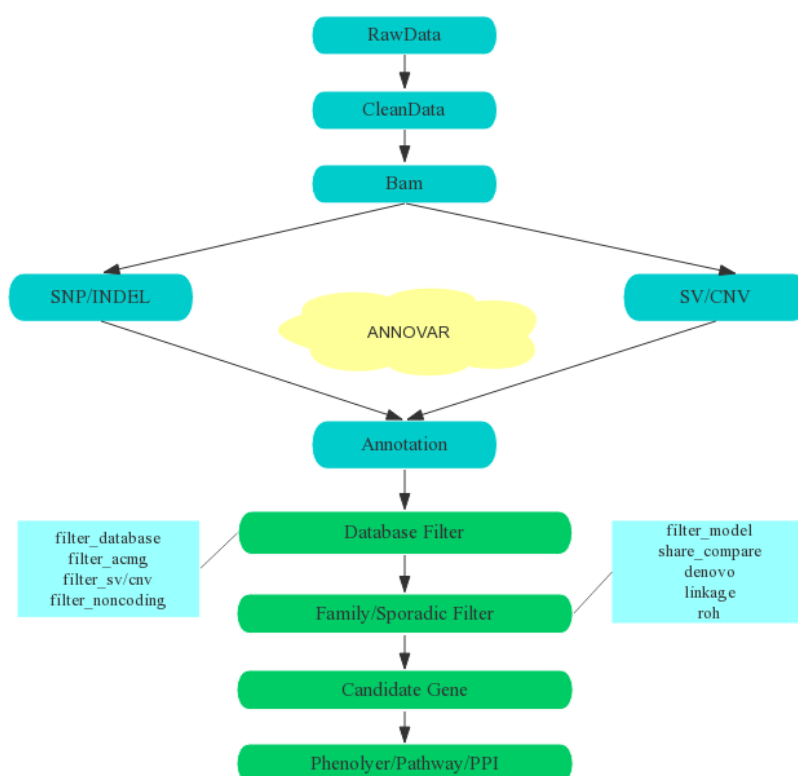 RawData
CleanData
Bam
SNP/INDEL
SV/CNV
ANNOVAR
Annotation
Database Filter
filter_database
filter_acmg
filter_sv/cnv
filter_noncoding
filter_model
share_compare
denovo
linkage
roh
Family/Sporadic Filter
Candidate Gene
Phenolyer/Pathway/PPI